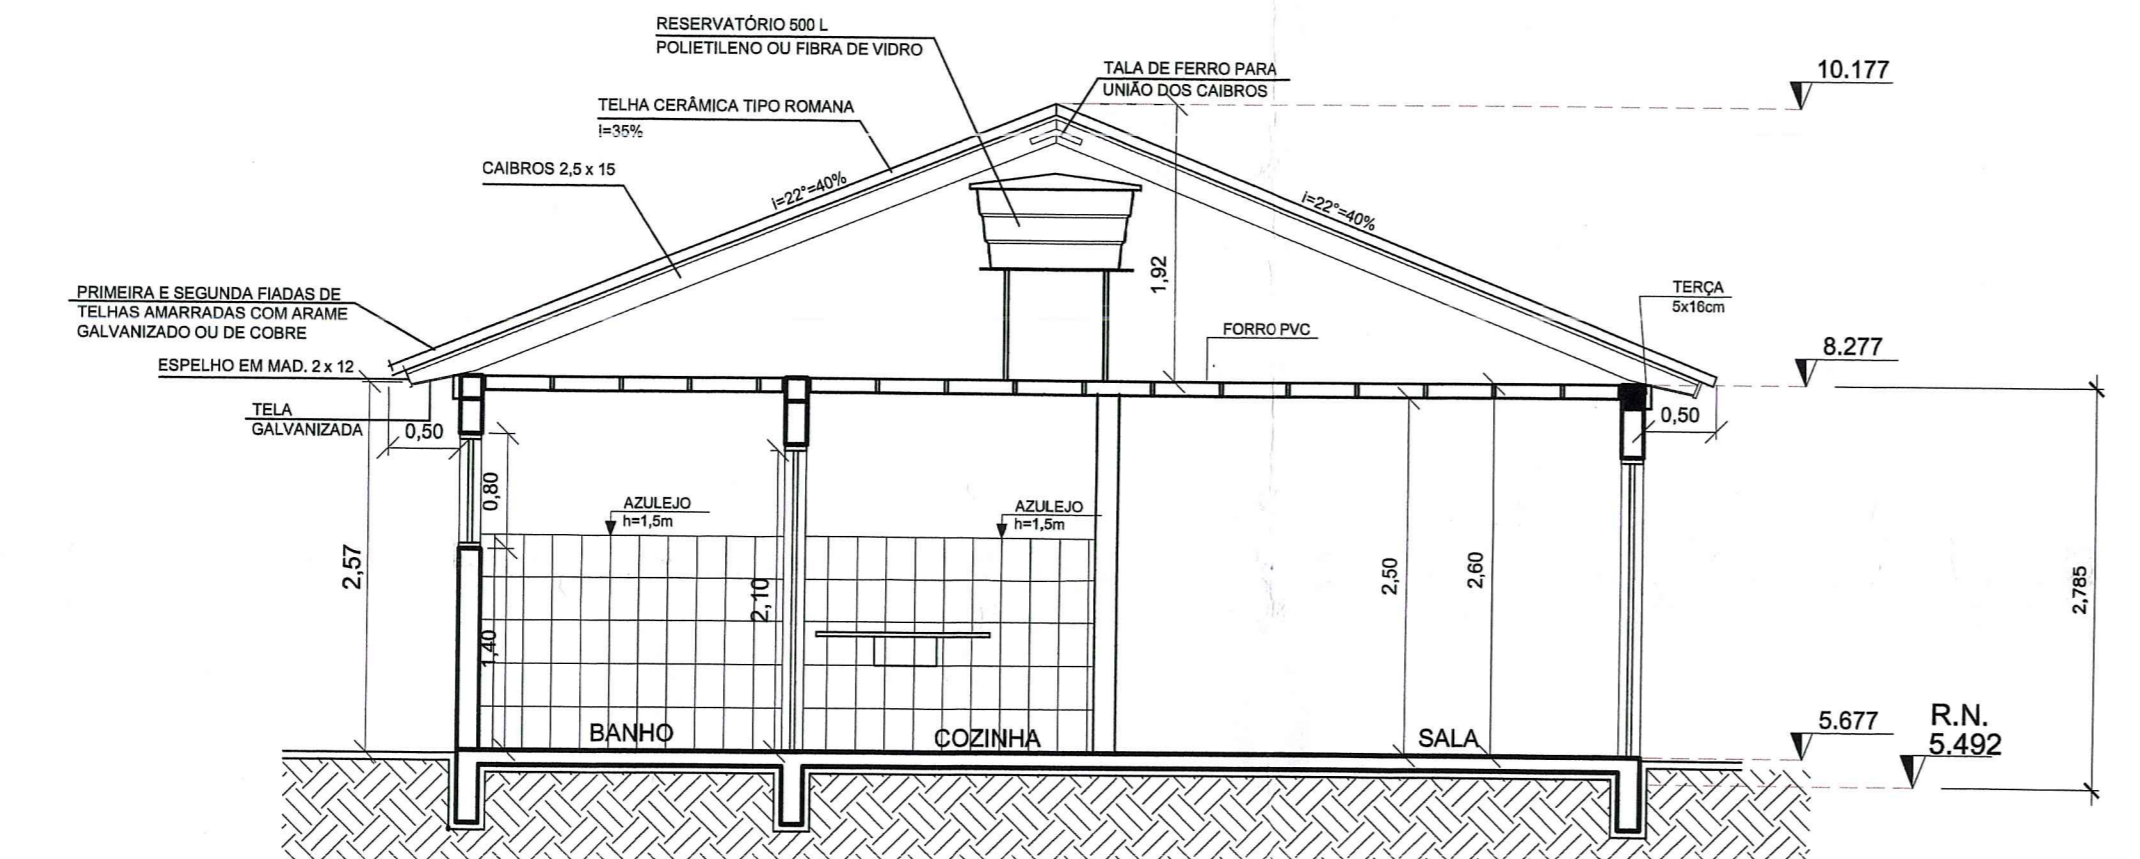 RESERVATÓRIO 500 L
POLIETILENO OU FIBRA DE VIDRO
TALA DE FERRO PARA
UNIÃO DOS CAIBROS
10.177
TELHA CERÂMICA TIPO ROMANA
i=35%
CAIBROS 2,5 x 15
i=22°=40%
i=22°=40%
1,92
PRIMEIRA E SEGUNDA FIADAS DE
TELHAS AMARRADAS COM ARAME
GALVANIZADO OU DE COBRE
TERÇA
5x16cm
FORRO PVC
8.277
ESPELHO EM MAD. 2 x 12
TELA
GALVANIZADA
0,50
0,50
0,80
AZULEJO
h=1,5m
AZULEJO
h=1,5m
2,57
2,10
2,50
2,60
2,785
1,40
BANHO
COZINHA
SALA
5.677
R.N.
5.492